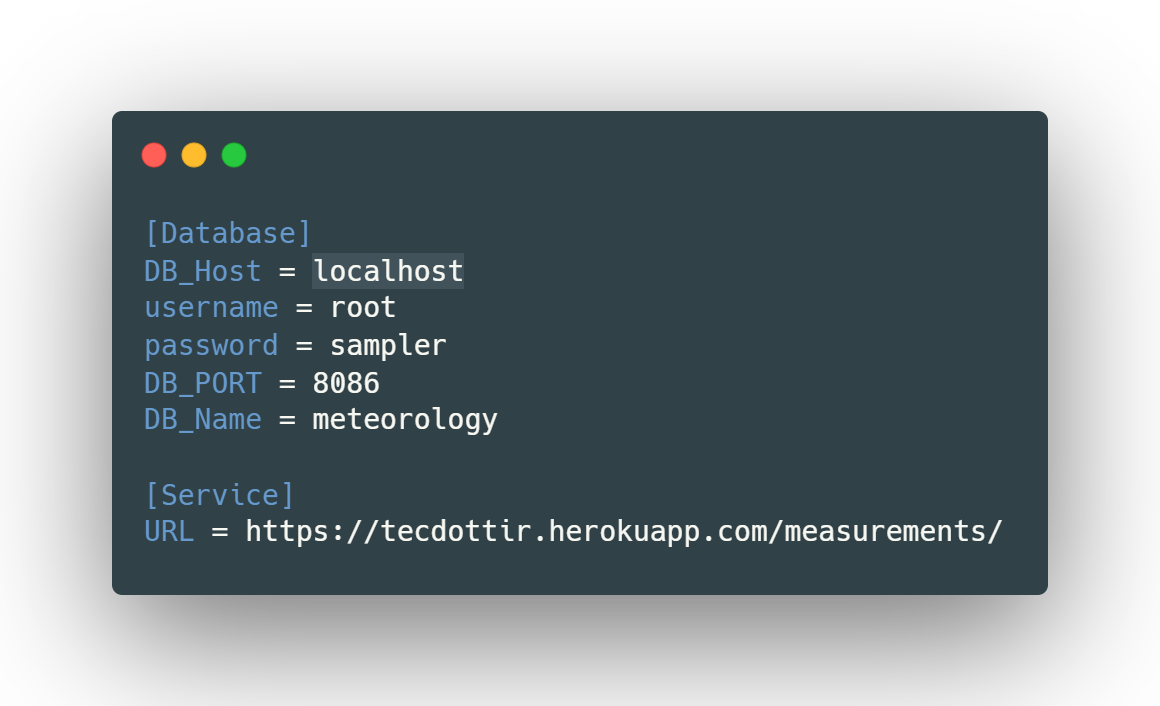 [Database]
DB_Host = localhost
username = root
password = sampler
DB_PORT = 8086
DB_Name = meteorology
[Service]
URL = https://tecdottir.herokuapp.com/measurements/